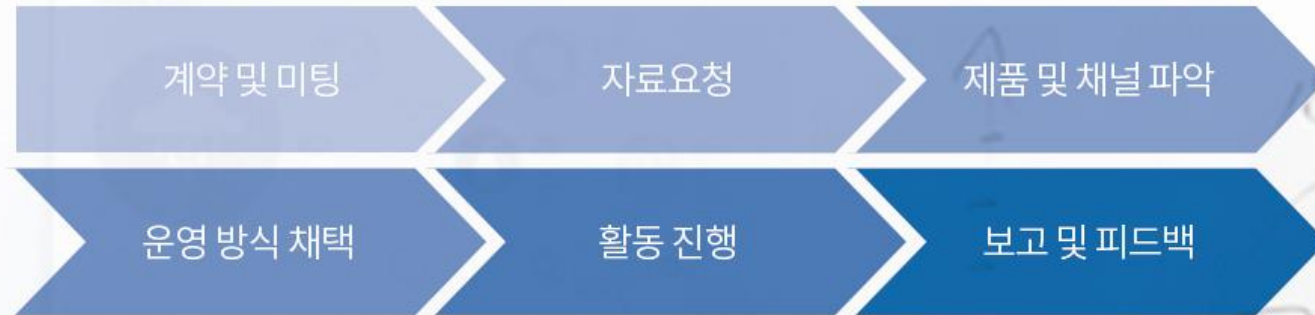 계약 및 미팅
자료요청
제품 및 채널 파악
운영 방식 채택
활동 진행
보고 및 피드백